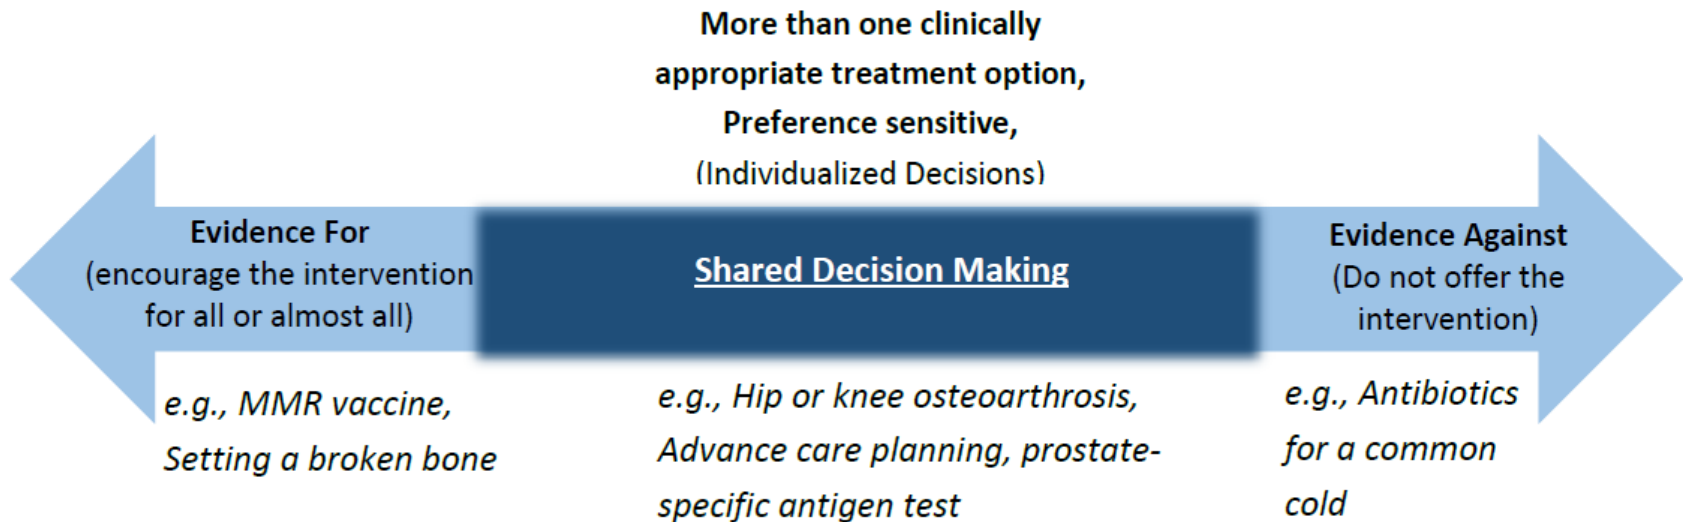 More than one clinically
appropriate treatment option,
Preference sensitive,
(Individualized Decisions)
Evidence For
(encourage the intervention
for all or almost all)
Shared Decision Making
Evidence Against
(Do not offer the
intervention)
e.g., MMR vaccine,
Setting a broken bone
e.g., Hip or knee osteoarthrosis,
Advance care planning, prostate-
specific antigen test
e.g., Antibiotics
for a common
cold